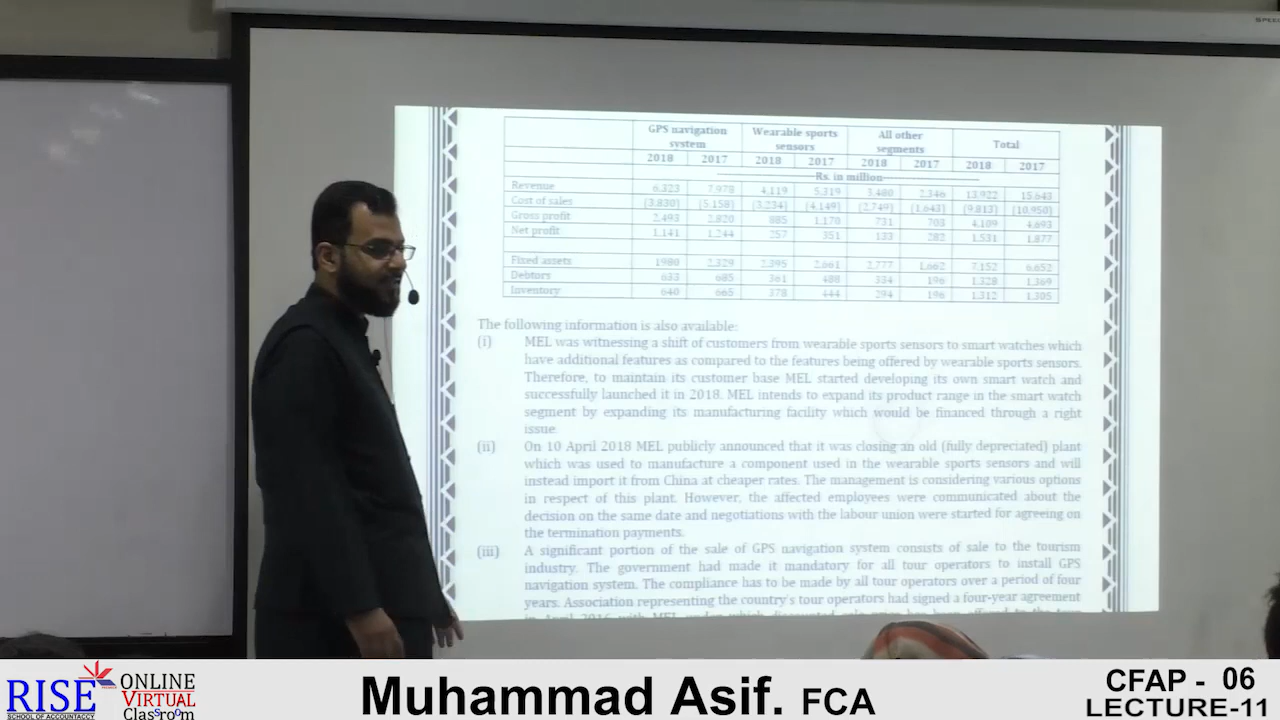 GPS navigation system Wearable sports sensors All other segments Total
2018 2017 2018 2017 2018 2017 2018 2017
Rs. in million
Revenue 6,323 7,978 4,119 5,319 3,480 2,346 13,922 15,643
Cost of sales (3,830) (5,158) (3,234) (4,149) (2,749) (1,643) (9,813) (10,950)
Gross profit 2,493 2,820 885 1,170 731 703 4,109 4,693
Net profit 1,141 1,244 257 351 133 282 1,531 1,877
Fixed assets 1980 2,329 2,395 2,661 2,777 1,662 7,152 6,652
Debtors 633 685 361 488 334 196 1,328 1,369
Inventory 640 665 378 444 294 196 1,312 1,305
The following information is also available:
(i) MEL was witnessing a shift of customers from wearable sports sensors to smart watches which
have additional features as compared to the features being offered by wearable sports sensors.
Therefore, to maintain its customer base MEL started developing its own smart watch and
successfully launched it in 2018. MEL intends to expand its product range in the smart watch
segment by expanding its manufacturing facility which would be financed through a right
issue.
(ii) On 10 April 2018 MEL publicly announced that it was closing an old (fully depreciated) plant
which was used to manufacture a component used in the wearable sports sensors and will
instead import it from China at cheaper rates. The management is considering various options
in respect of this plant. However, the affected employees were communicated about the
decision on the same date and negotiations with the labour union were started for agreeing on
the termination payments.
(iii) A significant portion of the sale of GPS navigation system consists of sale to the tourism
industry. The government had made it mandatory for all tour operators to install GPS
navigation system. The compliance has to be made by all tour operators over a period of four
years. Association representing the country's tour operators had signed a four-year agreement
RISE
SCHOOL OF ACCOUNTACY
ONLINE
VIRTUAL
ClassrOom
Muhammad Asif. FCA
CFAP - 06
LECTURE-11